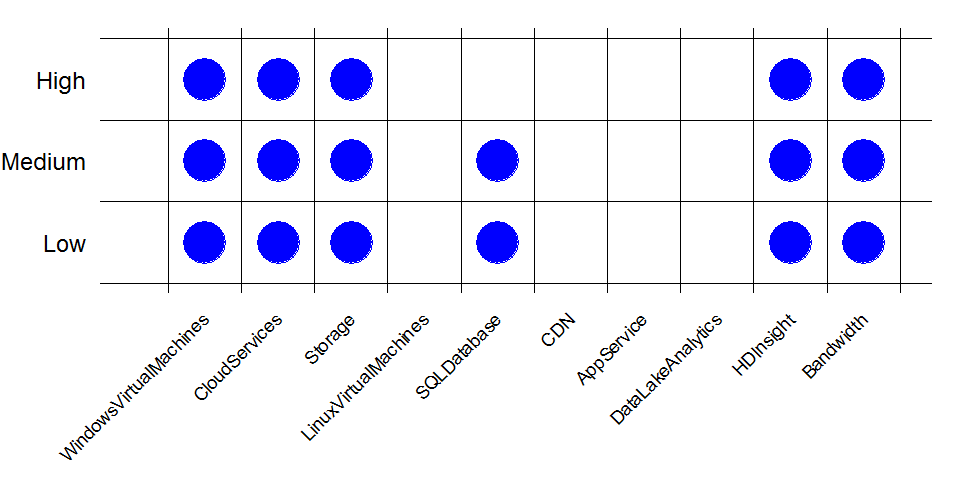 High
Medium
Low
WindowsVirtualMachines
CloudServices
Storage
LinuxVirtualMachines
SQLDatabase
CDN
AppService
DataLakeAnalytics
HDInsight
Bandwidth